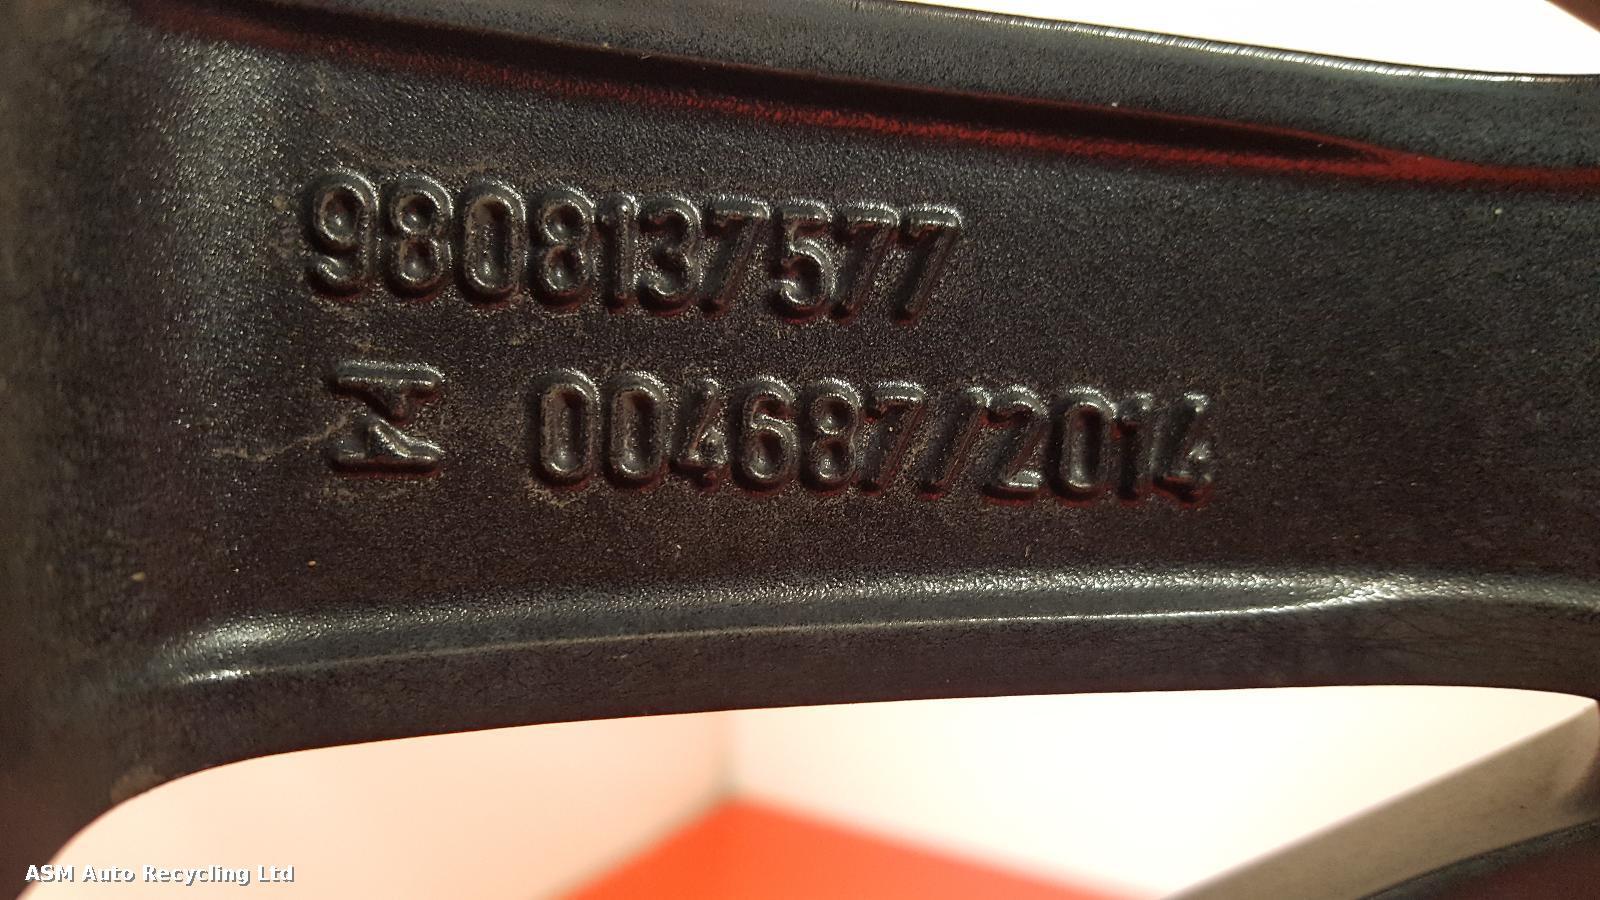 9808137577
004687/2014
ASM Auto Recycling Ltd